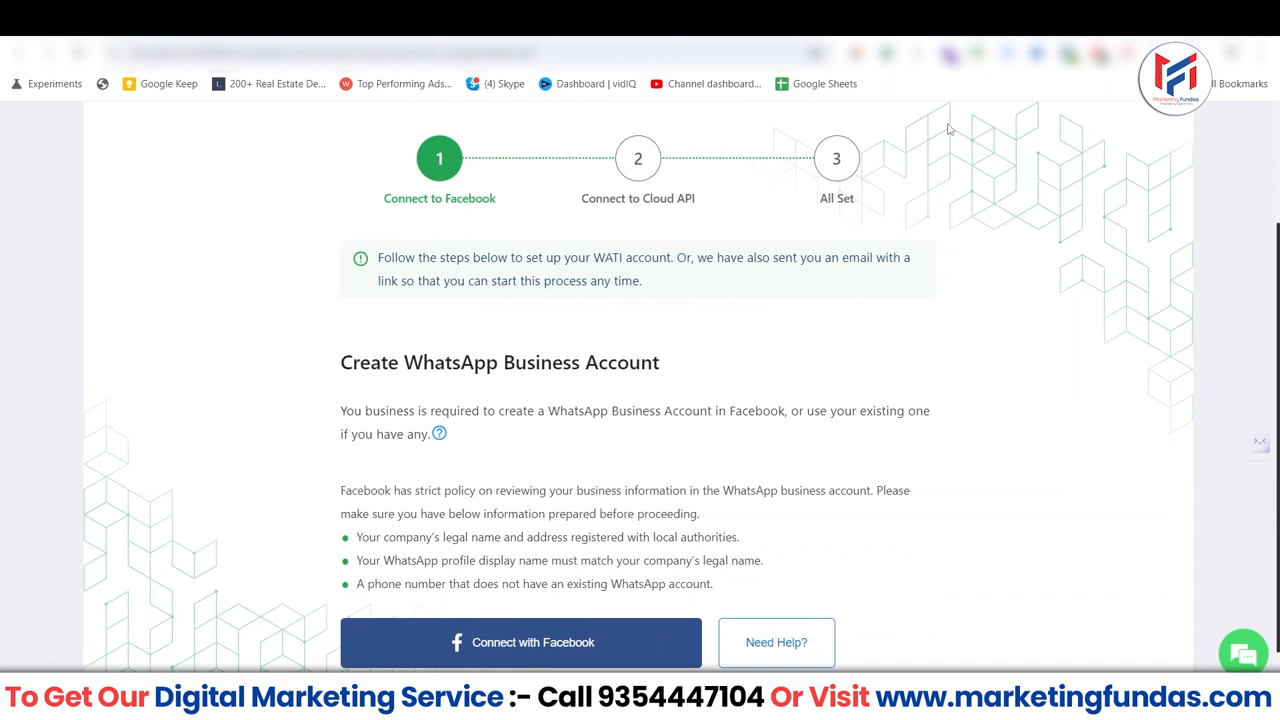 Experiments
Google Keep
200+ Real Estate De...
Top Performing Ads...
(4) Skype
Dashboard | vidIQ
Channel dashboard...
Google Sheets
ll Bookmarks
Marketing Fundas
1
2
3
Connect to Facebook
Connect to Cloud API
All Set
Follow the steps below to set up your WATI account. Or, we have also sent you an email with a
link so that you can start this process any time.
Create WhatsApp Business Account
You business is required to create a WhatsApp Business Account in Facebook, or use your existing one
if you have any.
Facebook has strict policy on reviewing your business information in the WhatsApp business account. Please
make sure you have below information prepared before proceeding.
Your company's legal name and address registered with local authorities.
Your WhatsApp profile display name must match your company's legal name.
A phone number that does not have an existing WhatsApp account.
Connect with Facebook
Need Help?
To Get Our Digital Marketing Service :- Call 9354447104 Or Visit www.marketingfundas.com